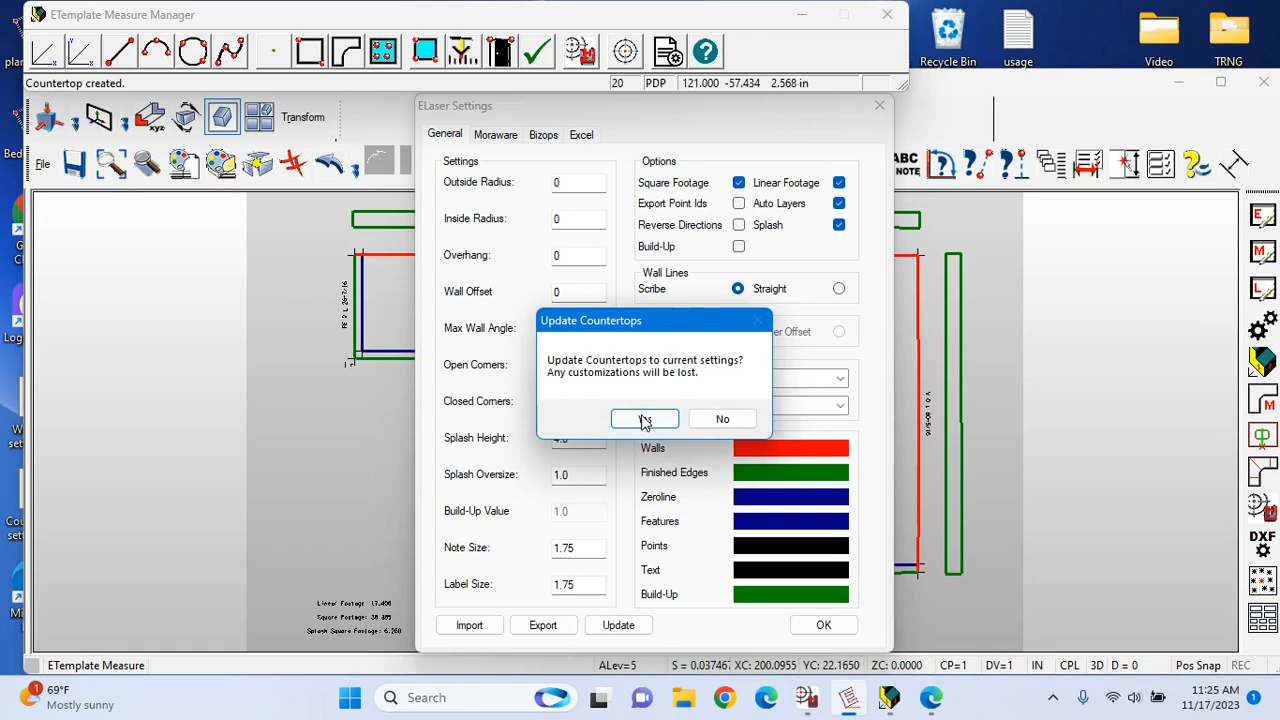 ETemplate Measure Manager
Recycle Bin
usage
Video
TRNG
Countertop created.
20
PDP
121.000 -57.434 2.568 in
ELaser Settings
Transform
General
Moraware
Bizops
Excel
File
ABC
NOTE
Settings
Options
Outside Radius:
0
Square Footage
Linear Footage
Export Point Ids
Auto Layers
Inside Radius:
0
Reverse Directions
Splash
Build-Up
Overhang:
0
Wall Lines
Wall Offset
0
Scribe
Straight
Update Countertops
Max Wall Angle:
Offset
Update Countertops to current settings?
Any customizations will be lost.
Open Corners:
Closed Corners:
Yes
No
Splash Height:
4.0
Walls
Splash Oversize:
1.0
Finished Edges
Zeroline
Build-Up Value
1.0
Features
Note Size:
1.75
Points
Text
Label Size:
1.75
Build-Up
Linear Footage: 17.406
Splash Square Footage: 6.260
Import
Export
Update
OK
DXF
ETemplate Measure
ALev=5
S = 0.037467
XC: 200.0955
YC: 22.1650
ZC: 0.0000
CP=1
DV=1
IN
CPL
3D
D = 0
Pos Snap
REC
69°F
Mostly sunny
1
Search
11:25 AM
11/17/2023